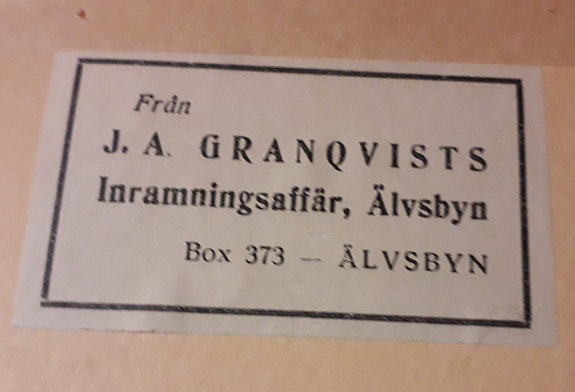 Från
J. A. GRANQVISTS
Inramningsaffär, Älvsbyn
Box 373 — ÄLVSBYN